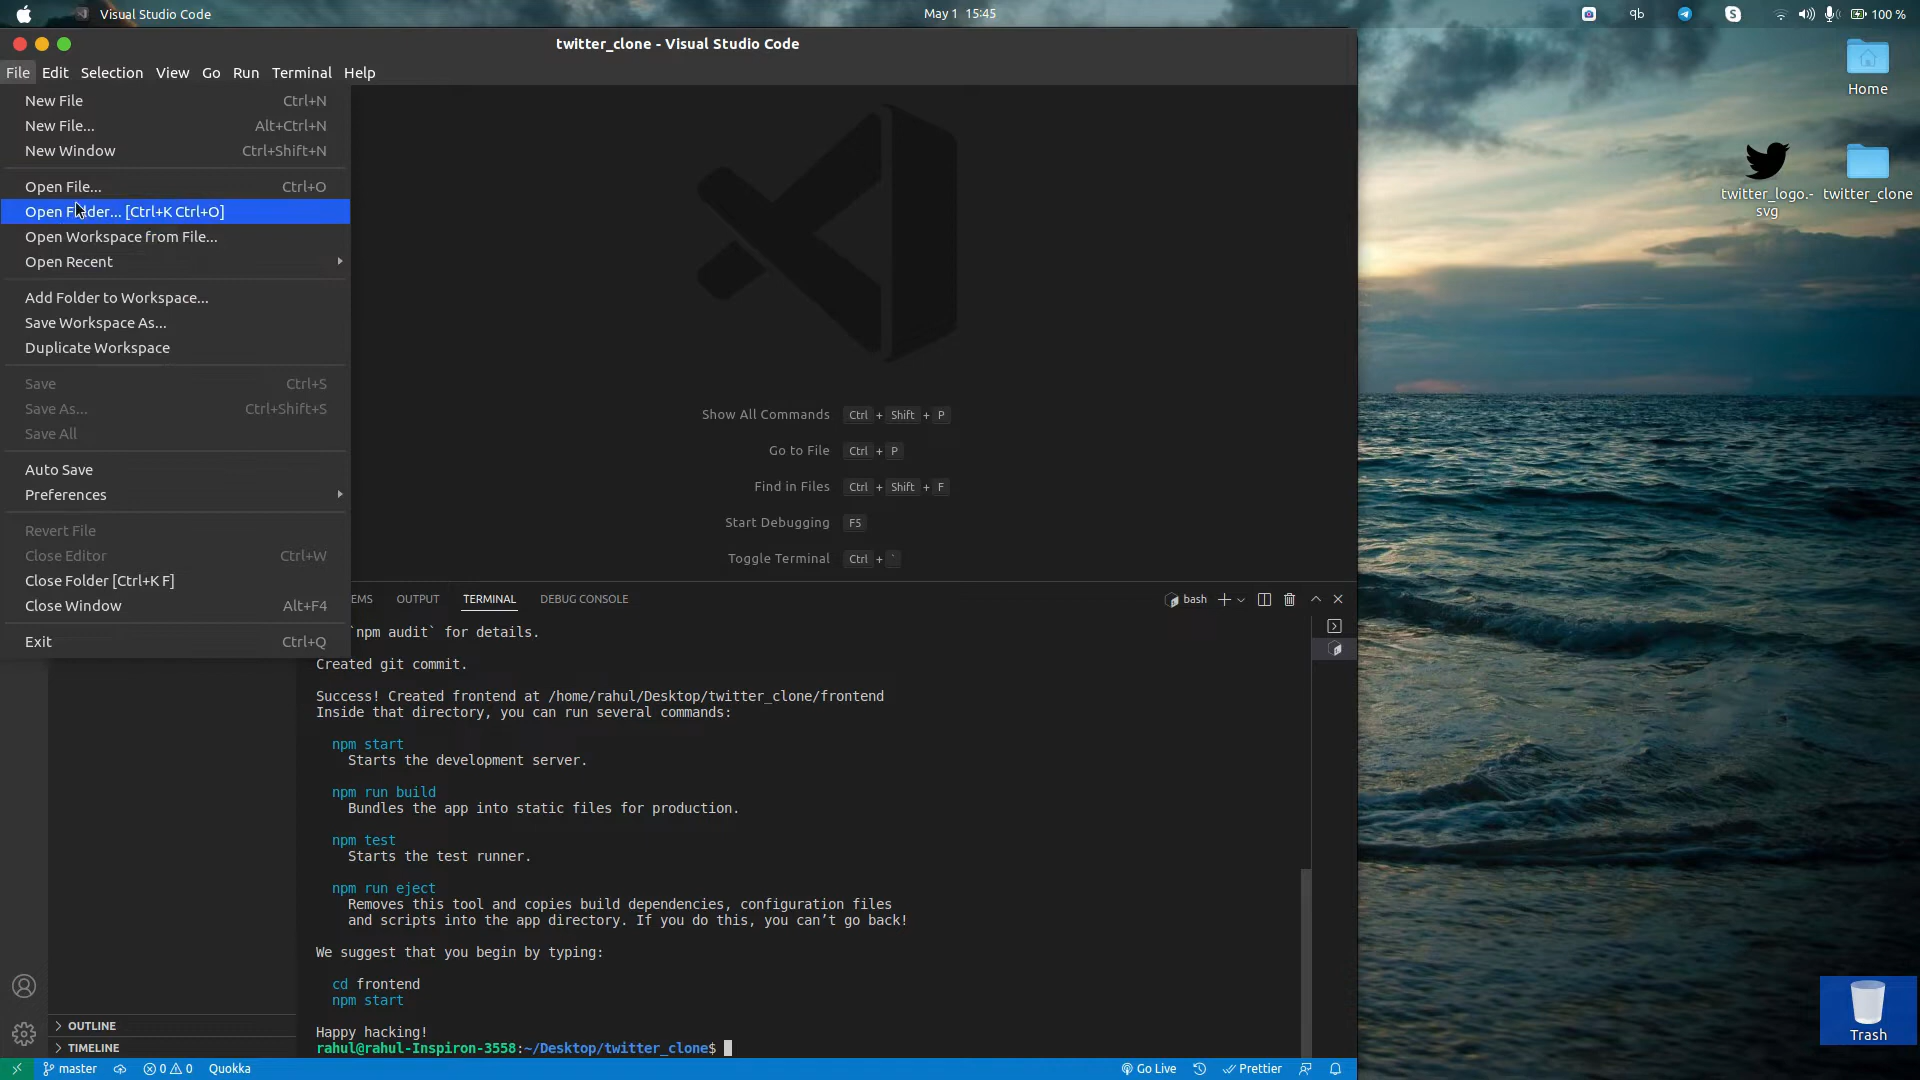 Visual Studio Code
May 1 15:45
qb
100 %
twitter_clone - Visual Studio Code
File Edit Selection View Go Run Terminal Help
New File Ctrl+N
New File... Alt+Ctrl+N
New Window Ctrl+Shift+N
Open File... Ctrl+O
Open Folder... [Ctrl+K Ctrl+O]
Open Workspace from File...
Open Recent
Add Folder to Workspace...
Save Workspace As...
Duplicate Workspace
Save Ctrl+S
Save As... Ctrl+Shift+S
Save All
Auto Save
Preferences
Revert File
Close Editor Ctrl+W
Close Folder [Ctrl+K F]
Close Window Alt+F4
Exit Ctrl+Q
Show All Commands Ctrl + Shift + P
Go to File Ctrl + P
Find in Files Ctrl + Shift + F
Start Debugging F5
Toggle Terminal Ctrl + `
EMS OUTPUT TERMINAL DEBUG CONSOLE
bash
`npm audit` for details.
Created git commit.
Success! Created frontend at /home/rahul/Desktop/twitter_clone/frontend
Inside that directory, you can run several commands:
npm start
Starts the development server.
npm run build
Bundles the app into static files for production.
npm test
Starts the test runner.
npm run eject
Removes this tool and copies build dependencies, configuration files
and scripts into the app directory. If you do this, you can’t go back!
We suggest that you begin by typing:
cd frontend
npm start
Happy hacking!
rahul@rahul-Inspiron-3558:~/Desktop/twitter_clone$
OUTLINE
TIMELINE
master 0 0 Quokka
Go Live Prettier
Home
twitter_logo.-
svg
twitter_clone
Trash